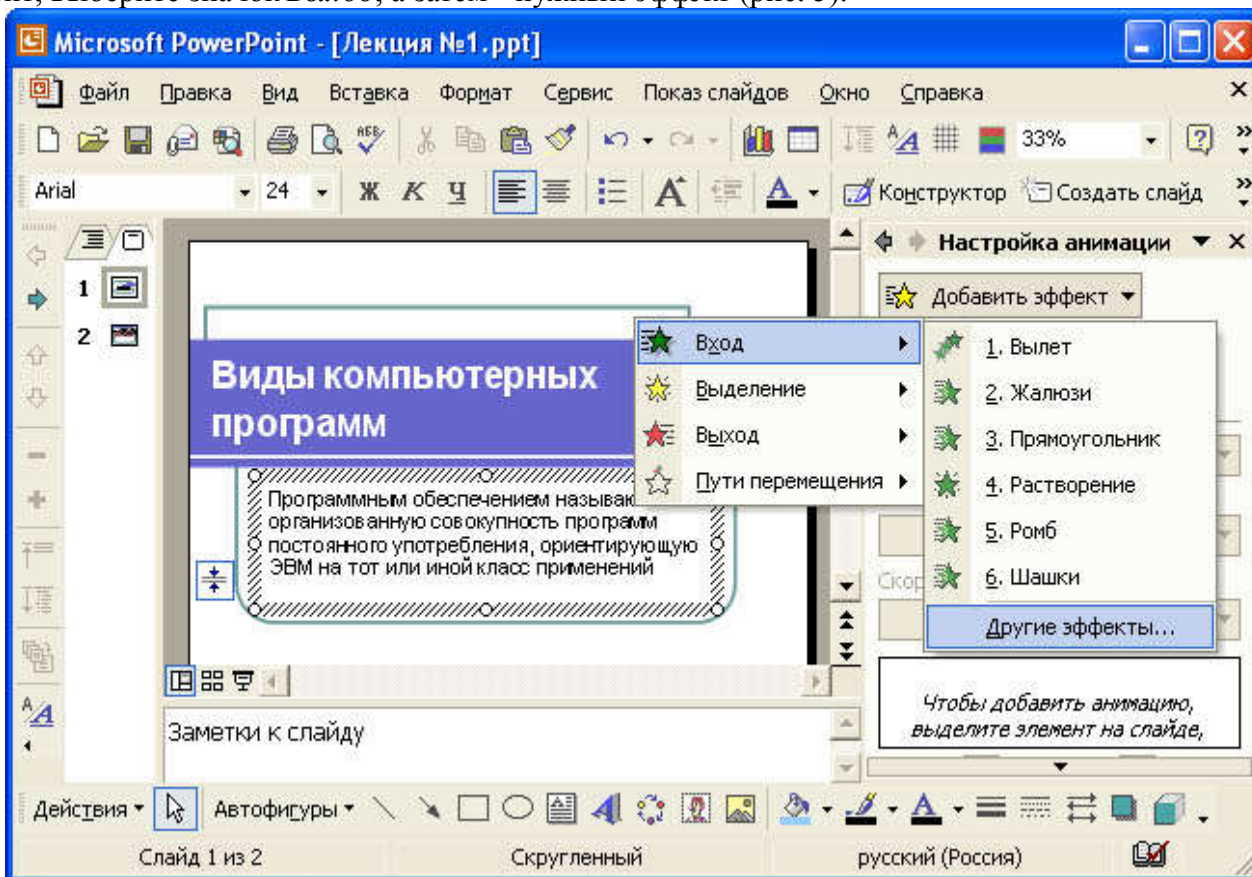 Microsoft PowerPoint - [Лекция №1.ppt]
Файл Правка Вид Вставка Формат Сервис Показ слайдов Окно Справка
33%
Arial 24 Ж К Ч Конструктор Создать слайд
Настройка анимации
1
2
Добавить эффект
Вход
Выделение
Выход
Пути перемещения
1. Вылет
2. Жалюзи
3. Прямоугольник
4. Растворение
5. Ромб
6. Шашки
Другие эффекты...
Виды компьютерных
программ
Программным обеспечением называю
организованную совокупность программ
постоянного употребления, ориентирующую
ЭВМ на тот или иной класс применений
Скор
Чтобы добавить анимацию,
выделите элемент на слайде,
Заметки к слайду
Действия Автофигуры
Слайд 1 из 2 Скругленный русский (Россия)